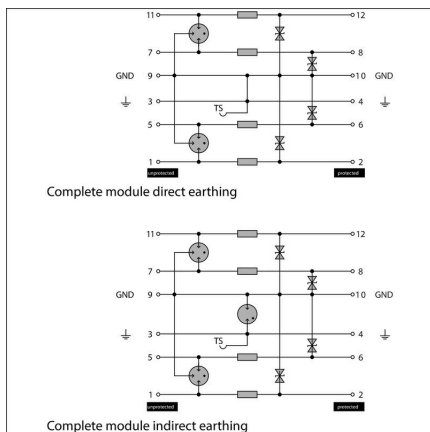 11 12
7 8
GND 9 10 GND
3 4
TS
5 6
1 2
unprotected protected
Complete module direct earthing
11 12
7 8
GND 9 10 GND
3 4
TS
5 6
1 2
unprotected protected
Complete module indirect earthing